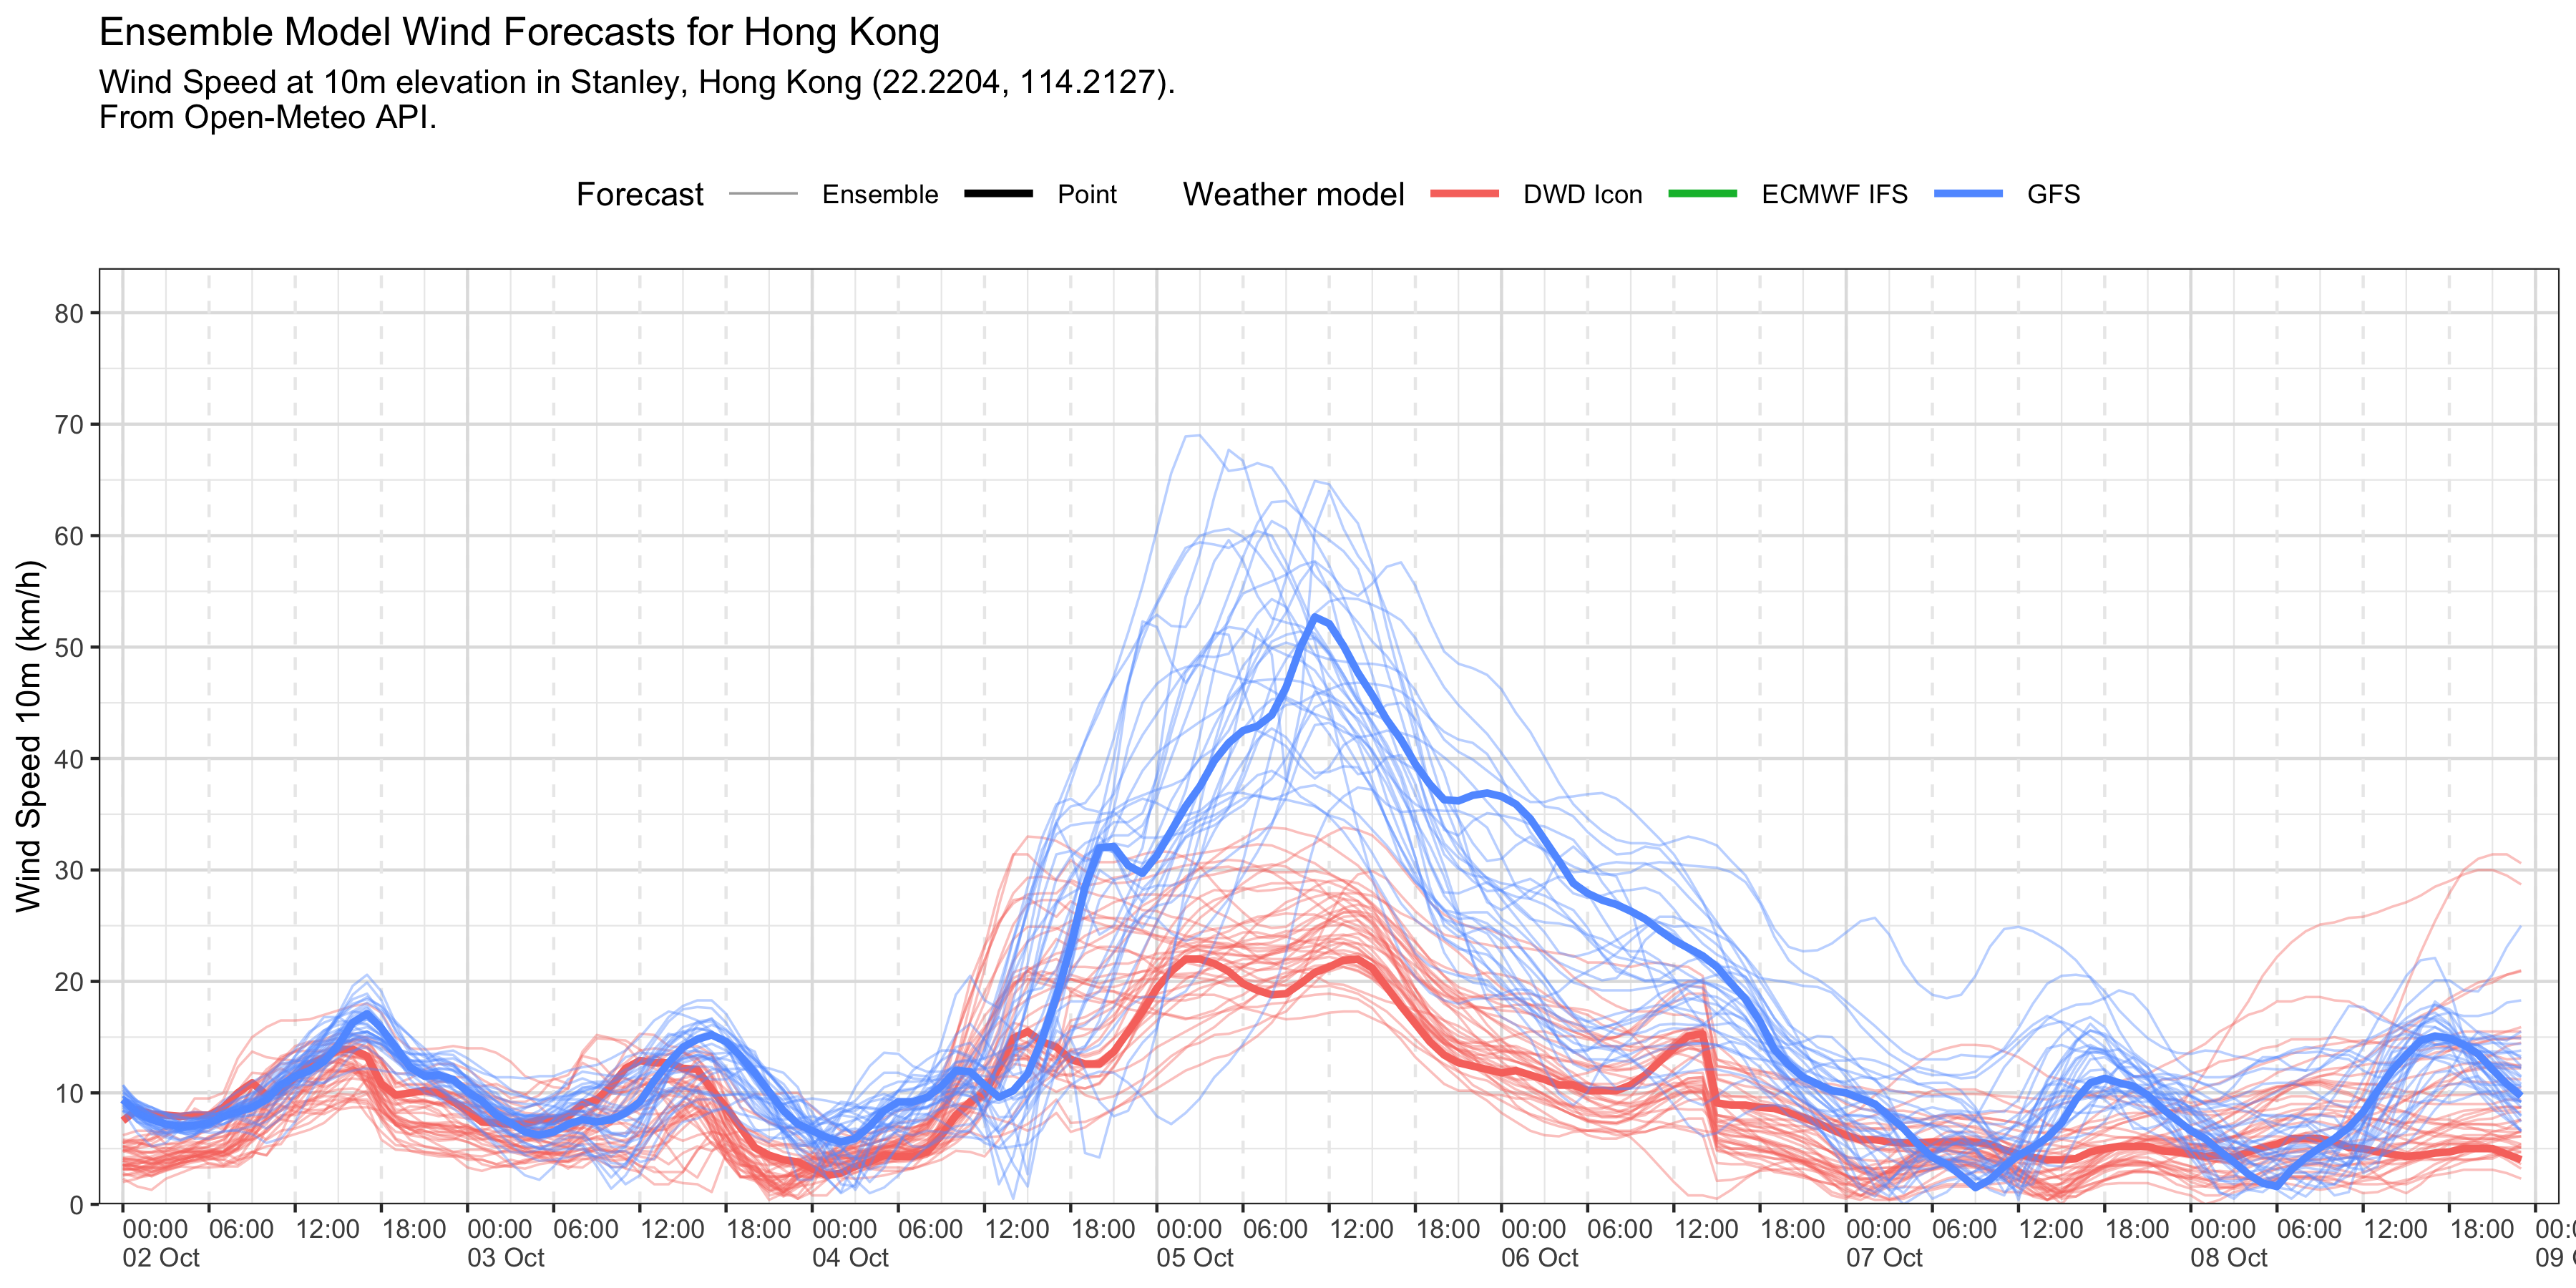 Ensemble Model Wind Forecasts for Hong Kong
Wind Speed at 10m elevation in Stanley, Hong Kong (22.2204, 114.2127).
From Open-Meteo API.
Forecast Ensemble Point Weather model DWD Icon ECMWF IFS GFS
Wind Speed 10m (km/h)
80
70
60
50
40
30
20
10
0
00:00 06:00 12:00 18:00 00:00 06:00 12:00 18:00 00:00 06:00 12:00 18:00 00:00 06:00 12:00 18:00 00:00 06:00 12:00 18:00 00:00 06:00 12:00 18:00 00:00 06:00 12:00 18:00
02 Oct 03 Oct 04 Oct 05 Oct 06 Oct 07 Oct 08 Oct 09